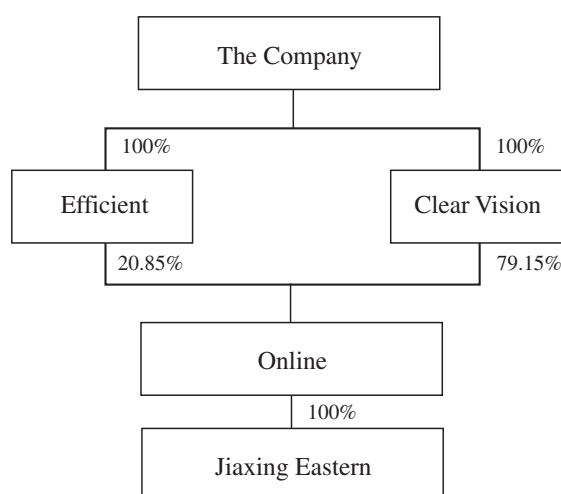 The Company
100%
100%
Efficient
Clear Vision
20.85%
79.15%
Online
100%
Jiaxing Eastern